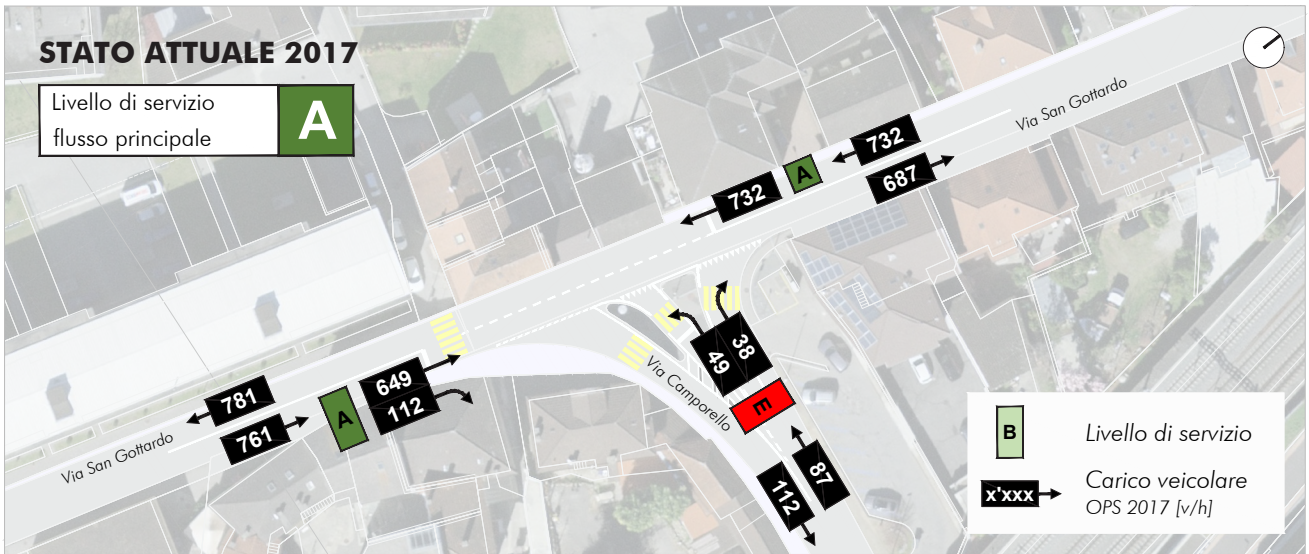 STATO ATTUALE 2017
Livello di servizio
flusso principale
A
Via San Gottardo
732
687
A
732
49
38
Via Camporello
E
649
112
A
781
761
Via San Gottardo
87
112
B
Livello di servizio
x'xxx
Carico veicolare
OPS 2017 [v/h]